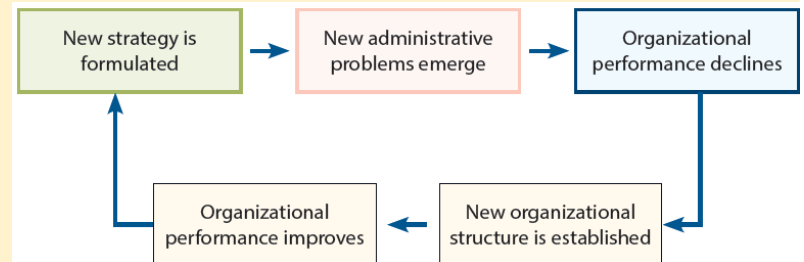 New strategy is
formulated
New administrative
problems emerge
Organizational
performance declines
New organizational
structure is established
Organizational
performance improves